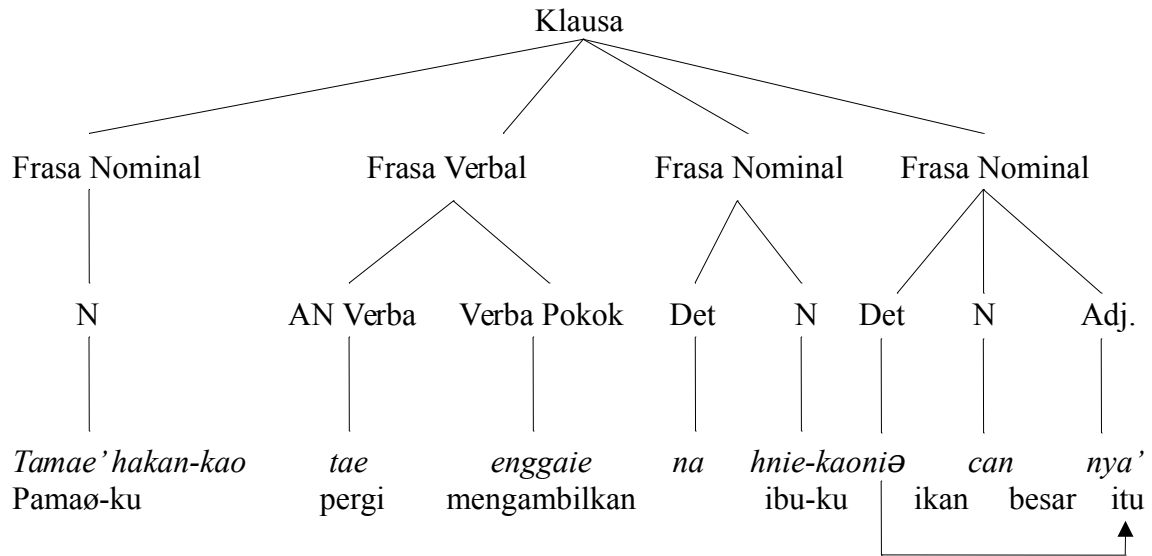 Klausa
Frasa Nominal Frasa Verbal Frasa Nominal Frasa Nominal
N AN Verba Verba Pokok Det N Det N Adj.
Tamae’ hakan-kao tae enggaie na hnie-kaoniə can nya’
Pamaø-ku pergi mengambilkan ibu-ku ikan besar itu